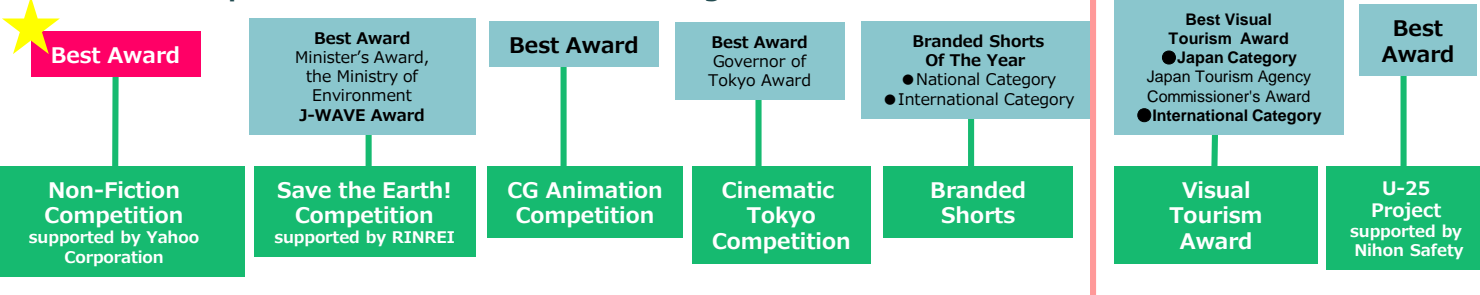 Best Award
Non-Fiction
Competition
supported by Yahoo
Corporation
Best Award
Minister's Award,
the Ministry of
Environment
J-WAVE Award
Save the Earth!
Competition
supported by RINREI
Best Award
CG Animation
Competition
Best Award
Governor of
Tokyo Award
Cinematic
Tokyo
Competition
Branded Shorts
Of The Year
●National Category
●International Category
Branded
Shorts
Best Visual
Tourism Award
●Japan Category
Japan Tourism Agency
Commissioner's Award
●International Category
Visual
Tourism
Award
Best
Award
U-25
Project
supported by
Nihon Safety